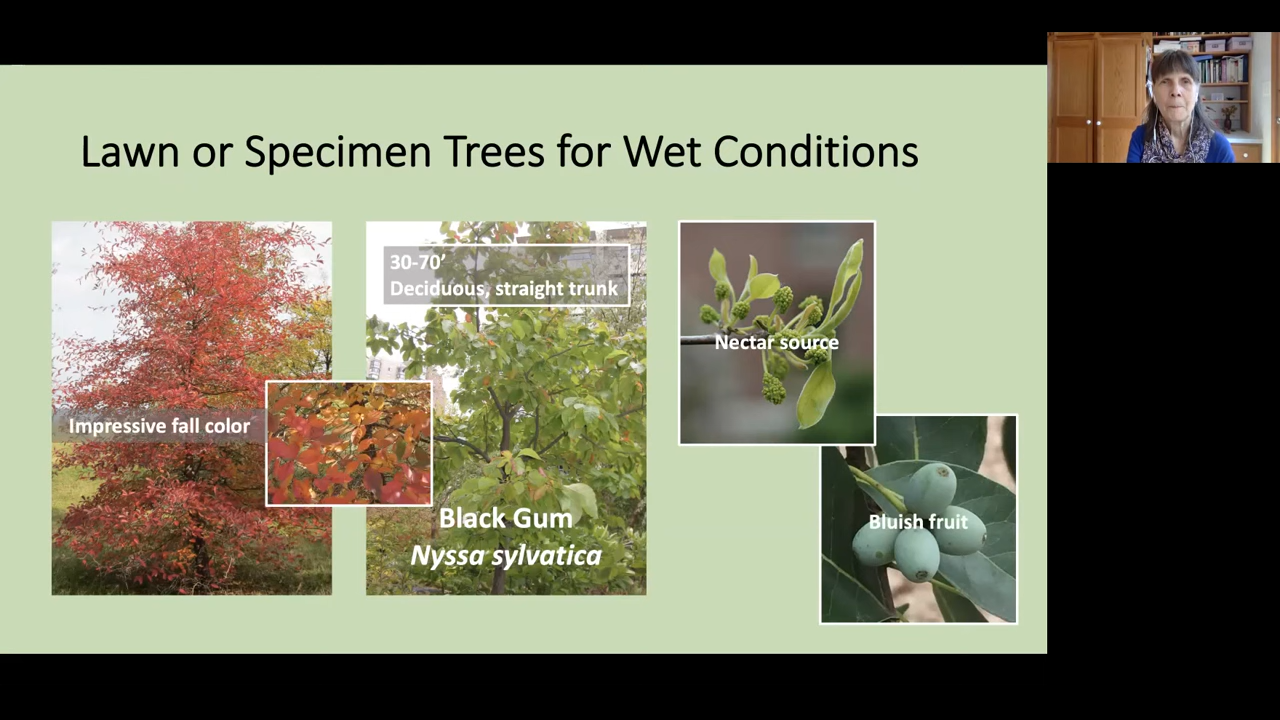 Lawn or Specimen Trees for Wet Conditions
30-70’
Deciduous, straight trunk
Nectar source
Impressive fall color
Black Gum
Nyssa sylvatica
Bluish fruit